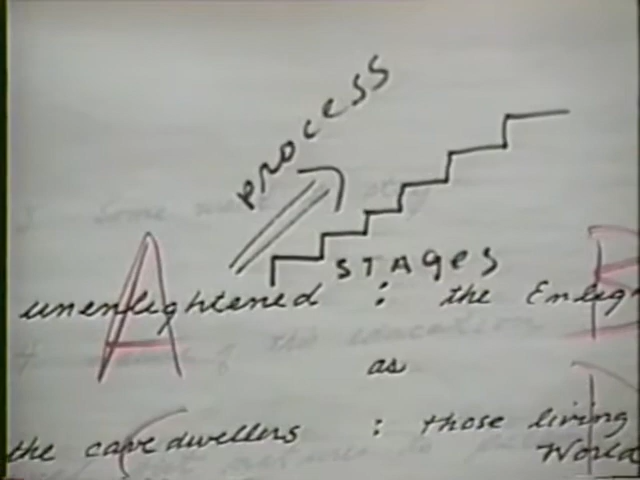 PROCESS
STAGES
A B
unenlightened : the Enlig
as
the cave dwellers : those living
World